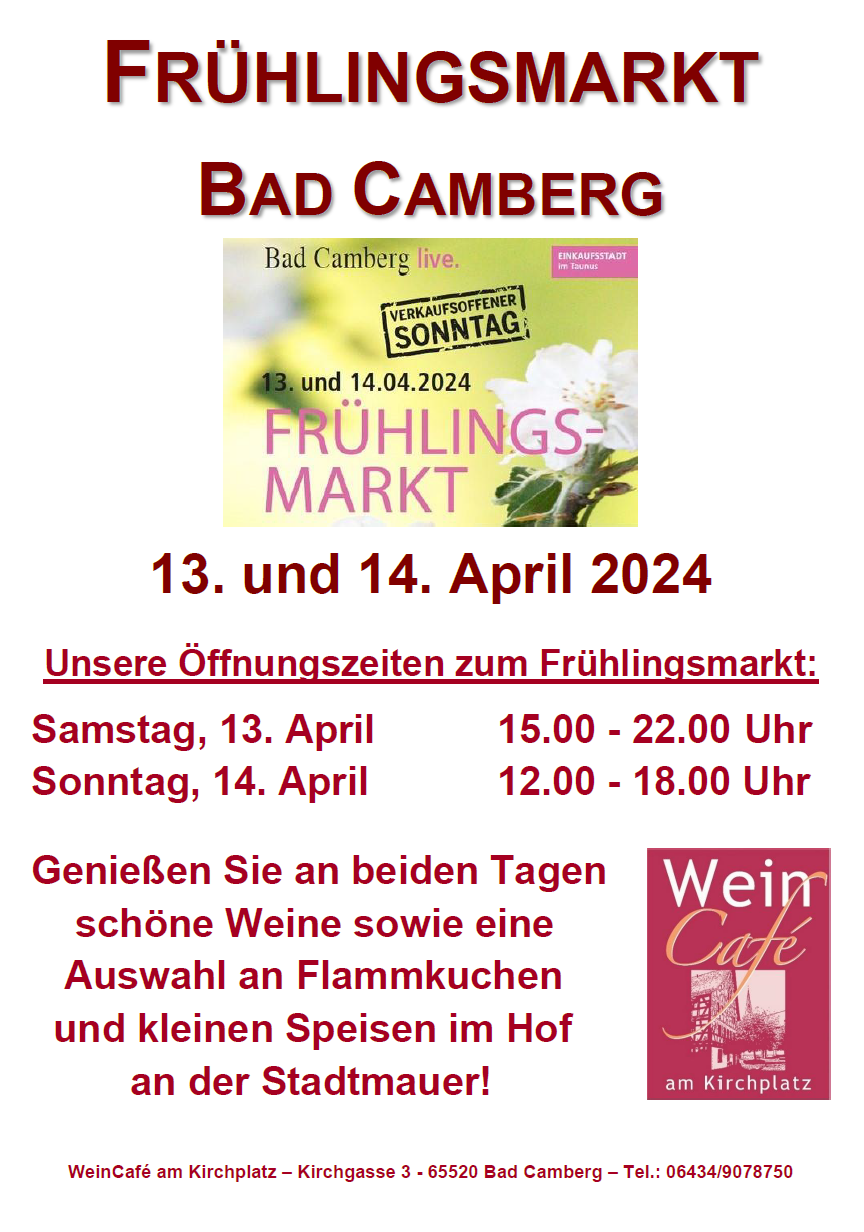 FRÜHLINGSMARKT
BAD CAMBERG
Bad Camberg live.
EINKAUFSSTADT
im Taunus
VERKAUFSOFFENER
SONNTAG
13. und 14.04.2024
FRÜHLINGS-
MARKT
13. und 14. April 2024
Unsere Öffnungszeiten zum Frühlingsmarkt:
Samstag, 13. April 15.00 - 22.00 Uhr
Sonntag, 14. April 12.00 - 18.00 Uhr
Genießen Sie an beiden Tagen
schöne Weine sowie eine
Auswahl an Flammkuchen
und kleinen Speisen im Hof
an der Stadtmauer!
Wein
Café
am Kirchplatz
WeinCafé am Kirchplatz – Kirchgasse 3 - 65520 Bad Camberg – Tel.: 06434/9078750